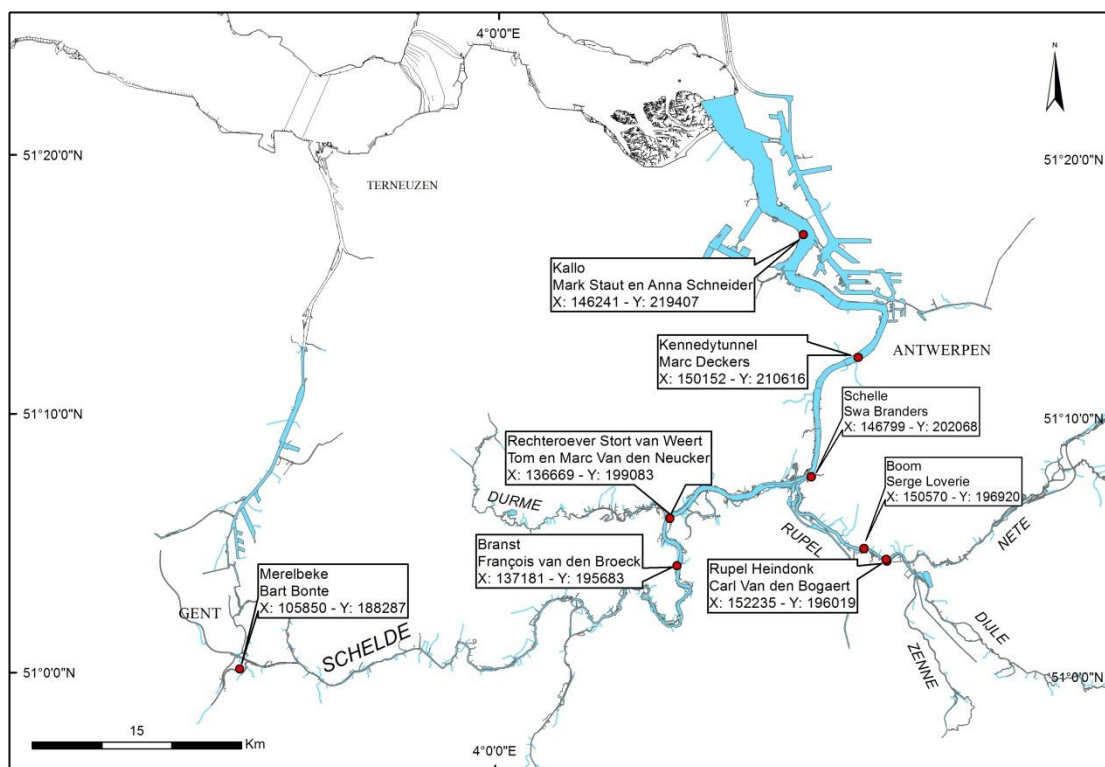 4°0'0"E
N
51°20'0"N
51°20'0"N
TERNEUZEN
Kallo
Mark Staut en Anna Schneider
X: 146241 - Y: 219407
Kennedytunnel
Marc Deckers
X: 150152 - Y: 210616
ANTWERPEN
Schelle
Swa Branders
X: 146799 - Y: 202068
51°10'0"N
51°10'0"N
Rechteroever Stort van Weert
Tom en Marc Van den Neucker
X: 136669 - Y: 199083
Boom
Serge Loverie
X: 150570 - Y: 196920
DURME
RUPEL
NETE
Branst
François van den Broeck
X: 137181 - Y: 195683
Rupel Heindonk
Carl Van den Bogaert
X: 152235 - Y: 196019
Merelbeke
Bart Bonte
X: 105850 - Y: 188287
GENT
SCHELDE
ZENNE
DIJLE
51°0'0"N
51°0'0"N
15
Km
4°0'0"E